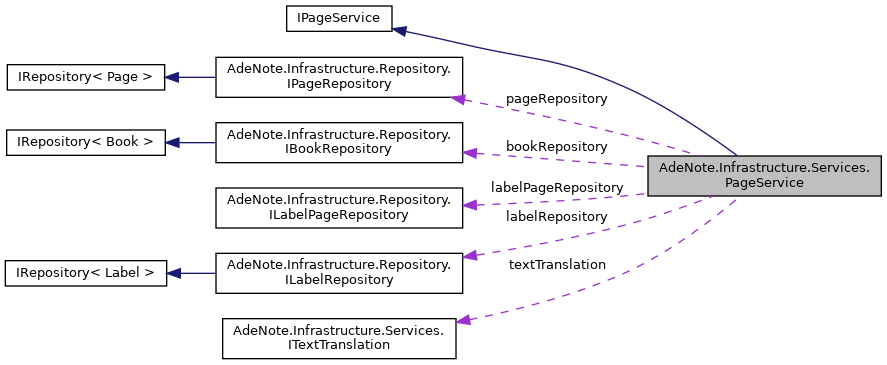 IPageService
AdeNote.Infrastructure.Repository.
IPageRepository
IRepository< Page >
pageRepository
AdeNote.Infrastructure.Repository.
IBookRepository
IRepository< Book >
bookRepository
AdeNote.Infrastructure.Services.
PageService
labelPageRepository
AdeNote.Infrastructure.Repository.
ILabelPageRepository
labelRepository
AdeNote.Infrastructure.Repository.
ILabelRepository
IRepository< Label >
textTranslation
AdeNote.Infrastructure.Services.
ITextTranslation